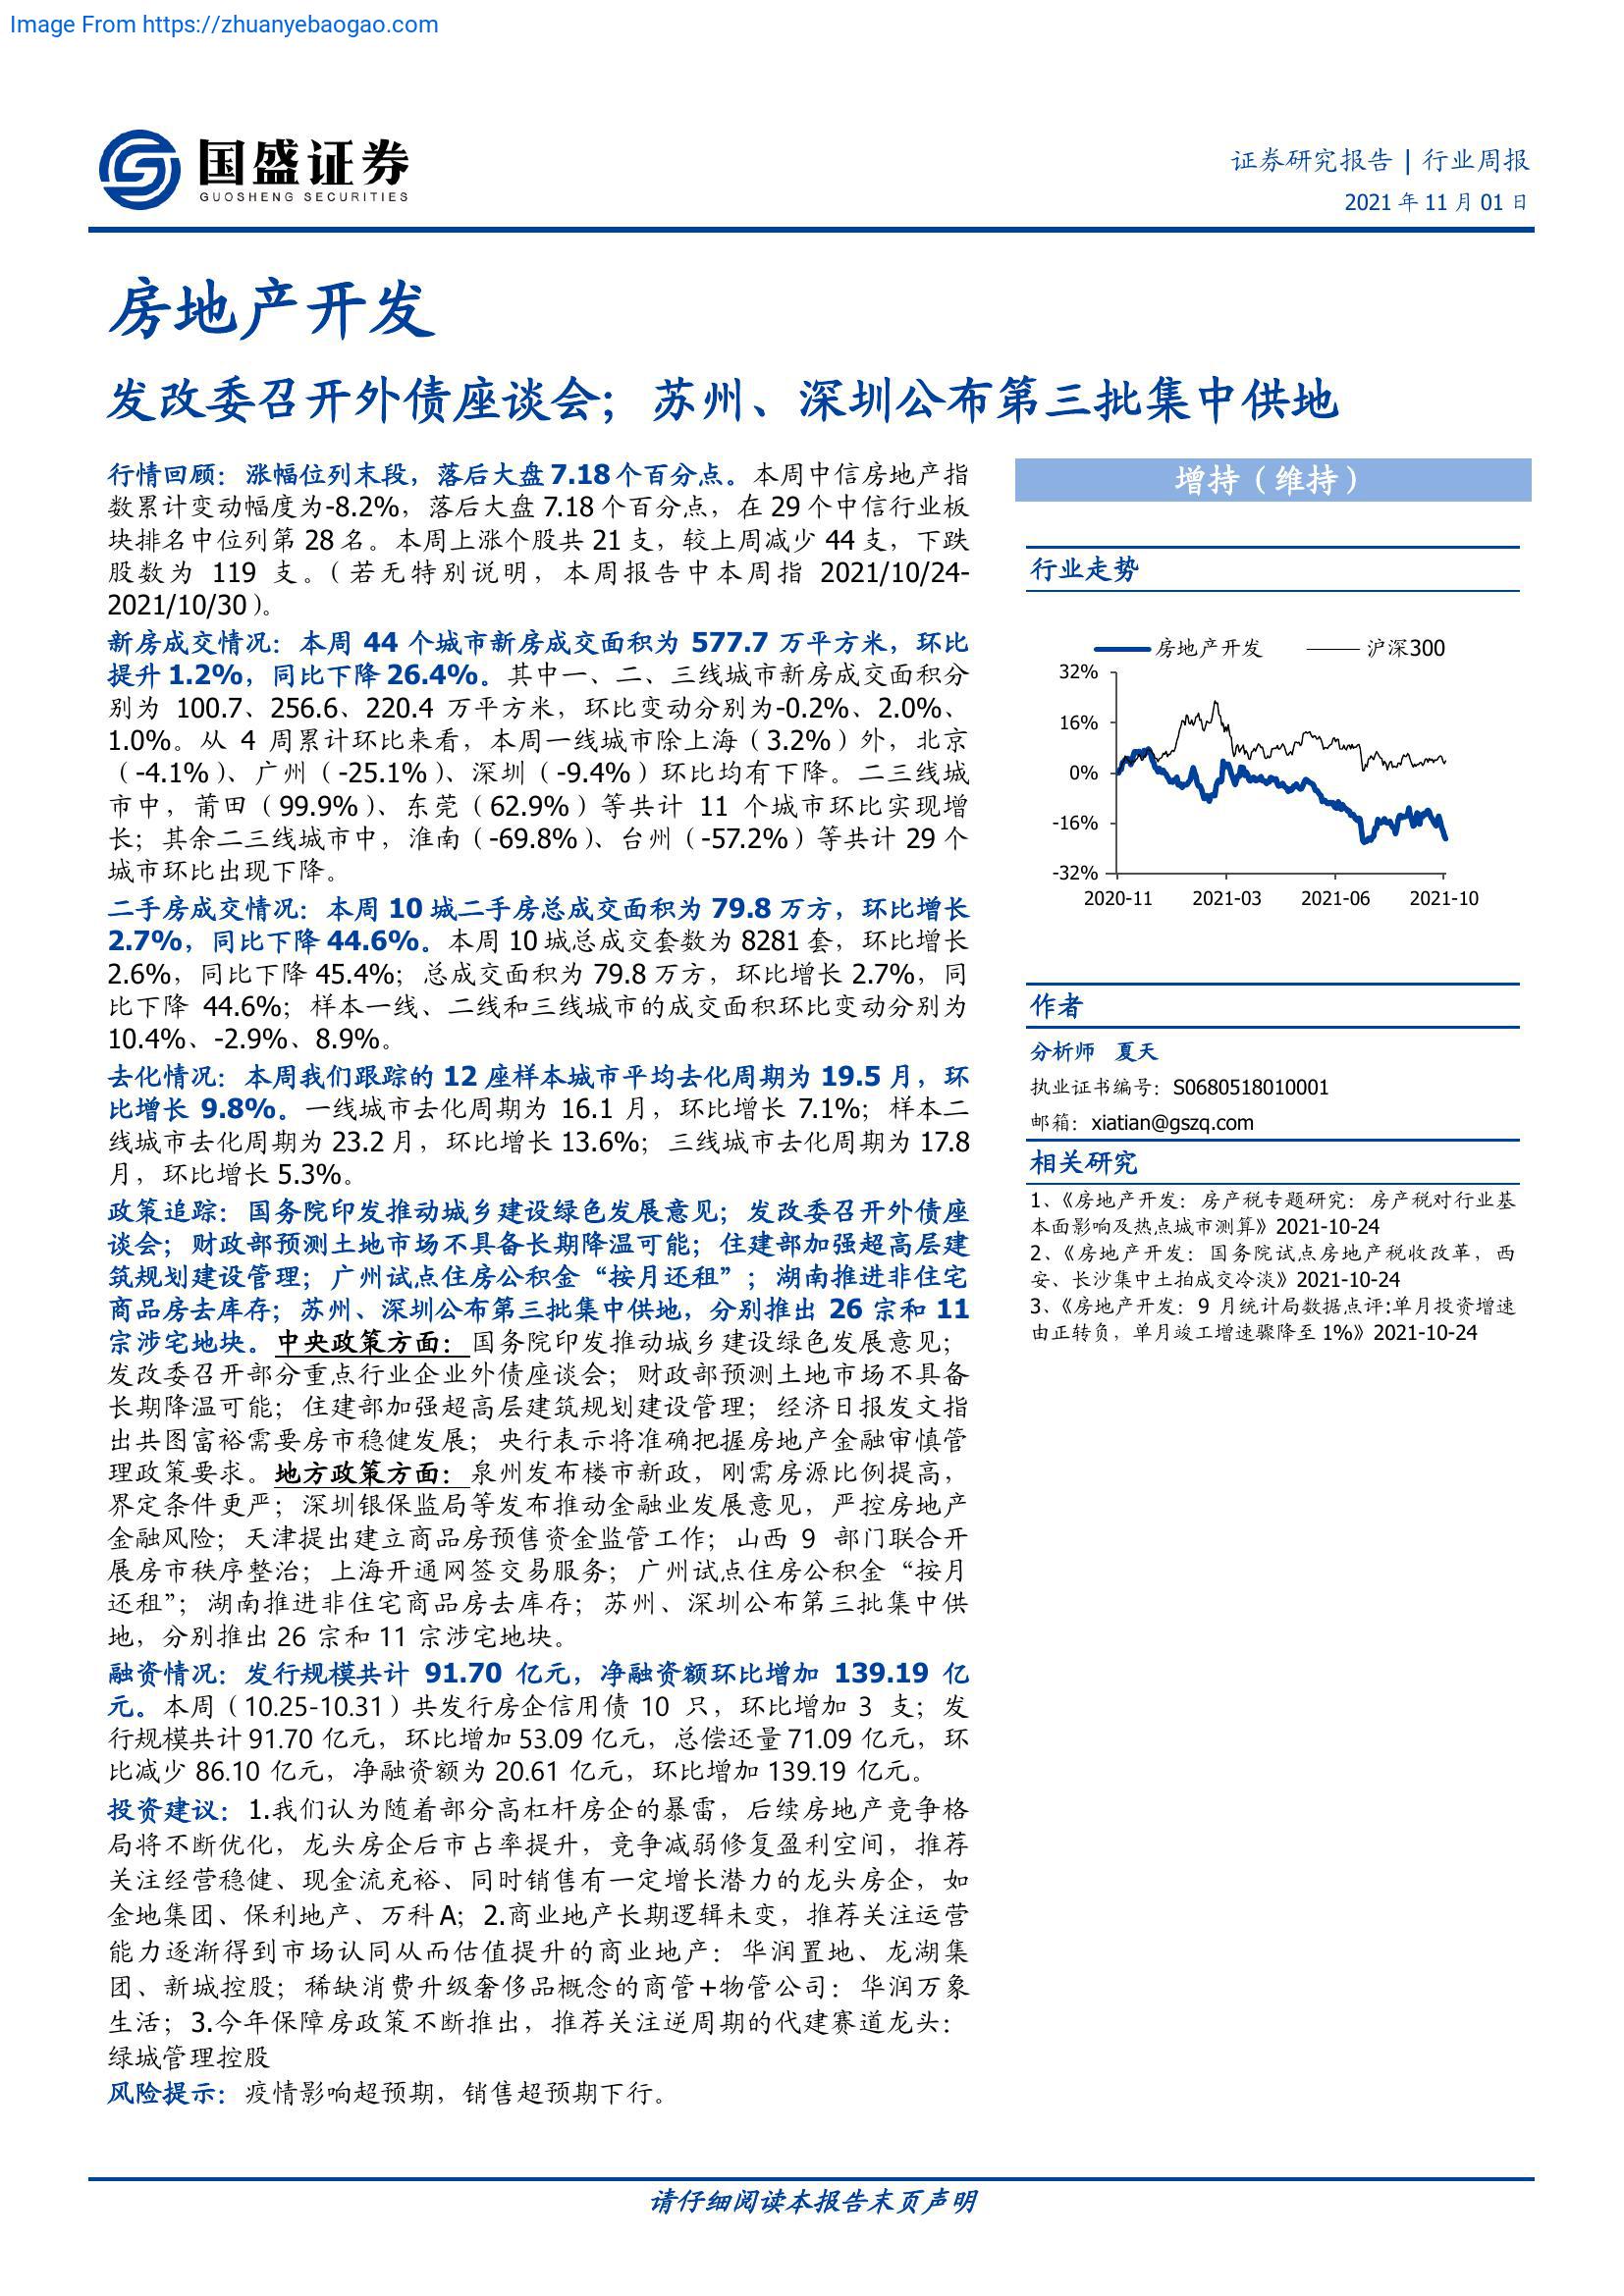 Image From https://zhuanyebaogao.com
国盛证券
GUOSHENG SECURITIES
证券研究报告 | 行业周报
2021 年 11 月 01 日
房地产开发
发改委召开外债座谈会；苏州、深圳公布第三批集中供地
行情回顾：涨幅位列末段，落后大盘 7.18 个百分点。本周中信房地产指
数累计变动幅度为-8.2%，落后大盘 7.18 个百分点，在 29 个中信行业板
块排名中位列第 28 名。本周上涨个股共 21 支，较上周减少 44 支，下跌
股数为 119 支。（若无特别说明，本周报告中本周指 2021/10/24-
2021/10/30）。
新房成交情况：本周 44 个城市新房成交面积为 577.7 万平方米，环比
提升 1.2%，同比下降 26.4%。其中一、二、三线城市新房成交面积分
别为 100.7、256.6、220.4 万平方米，环比变动分别为-0.2%、2.0%、
1.0%。从 4 周累计环比来看，本周一线城市除上海（3.2%）外，北京
（-4.1%）、广州（-25.1%）、深圳（-9.4%）环比均有下降。二三线城
市中，莆田（99.9%）、东莞（62.9%）等共计 11 个城市环比实现增
长；其余二三线城市中，淮南（-69.8%）、台州（-57.2%）等共计 29 个
城市环比出现下降。
二手房成交情况：本周 10 城二手房总成交面积为 79.8 万方，环比增长
2.7%，同比下降 44.6%。本周 10 城总成交套数为 8281 套，环比增长
2.6%，同比下降 45.4%；总成交面积为 79.8 万方，环比增长 2.7%，同
比下降 44.6%；样本一线、二线和三线城市的成交面积环比变动分别为
10.4%、-2.9%、8.9%。
去化情况：本周我们跟踪的 12 座样本城市平均去化周期为 19.5 月，环
比增长 9.8%。一线城市去化周期为 16.1 月，环比增长 7.1%；样本二
线城市去化周期为 23.2 月，环比增长 13.6%；三线城市去化周期为 17.8
月，环比增长 5.3%。
政策追踪：国务院印发推动城乡建设绿色发展意见；发改委召开外债座
谈会；财政部预测土地市场不具备长期降温可能；住建部加强超高层建
筑规划建设管理；广州试点住房公积金“按月还租”；湖南推进非住宅
商品房去库存；苏州、深圳公布第三批集中供地，分别推出 26 宗和 11
宗涉宅地块。中央政策方面：国务院印发推动城乡建设绿色发展意见；
发改委召开部分重点行业企业外债座谈会；财政部预测土地市场不具备
长期降温可能；住建部加强超高层建筑规划建设管理；经济日报发文指
出共图富裕需要房市稳健发展；央行表示将准确把握房地产金融审慎管
理政策要求。地方政策方面：泉州发布楼市新政，刚需房源比例提高，
界定条件更严；深圳银保监局等发布推动金融业发展意见，严控房地产
金融风险；天津提出建立商品房预售资金监管工作；山西 9 部门联合开
展房市秩序整治；上海开通网签交易服务；广州试点住房公积金“按月
还租”；湖南推进非住宅商品房去库存；苏州、深圳公布第三批集中供
地，分别推出 26 宗和 11 宗涉宅地块。
融资情况：发行规模共计 91.70 亿元，净融资额环比增加 139.19 亿
元。本周（10.25-10.31）共发行房企信用债 10 只，环比增加 3 支；发
行规模共计 91.70 亿元，环比增加 53.09 亿元，总偿还量 71.09 亿元，环
比减少 86.10 亿元，净融资额为 20.61 亿元，环比增加 139.19 亿元。
投资建议：1.我们认为随着部分高杠杆房企的暴雷，后续房地产竞争格
局将不断优化，龙头房企后市占率提升，竞争减弱修复盈利空间，推荐
关注经营稳健、现金流充裕、同时销售有一定增长潜力的龙头房企，如
金地集团、保利地产、万科 A；2.商业地产长期逻辑未变，推荐关注运营
能力逐渐得到市场认同从而估值提升的商业地产：华润置地、龙湖集
团、新城控股；稀缺消费升级奢侈品概念的商管+物管公司：华润万象
生活；3.今年保障房政策不断推出，推荐关注逆周期的代建赛道龙头：
绿城管理控股
风险提示：疫情影响超预期，销售超预期下行。
增持（维持）
行业走势
房地产开发 沪深300
32%
16%
0%
-16%
-32%
2020-11 2021-03 2021-06 2021-10
作者
分析师 夏天
执业证书编号：S0680518010001
邮箱：xiatian@gszq.com
相关研究
1、《房地产开发：房产税专题研究：房产税对行业基
本面影响及热点城市测算》2021-10-24
2、《房地产开发：国务院试点房地产税收改革，西
安、长沙集中土拍成交冷淡》2021-10-24
3、《房地产开发：9 月统计局数据点评:单月投资增速
由正转负，单月竣工增速骤降至 1%》2021-10-24
请仔细阅读本报告末页声明